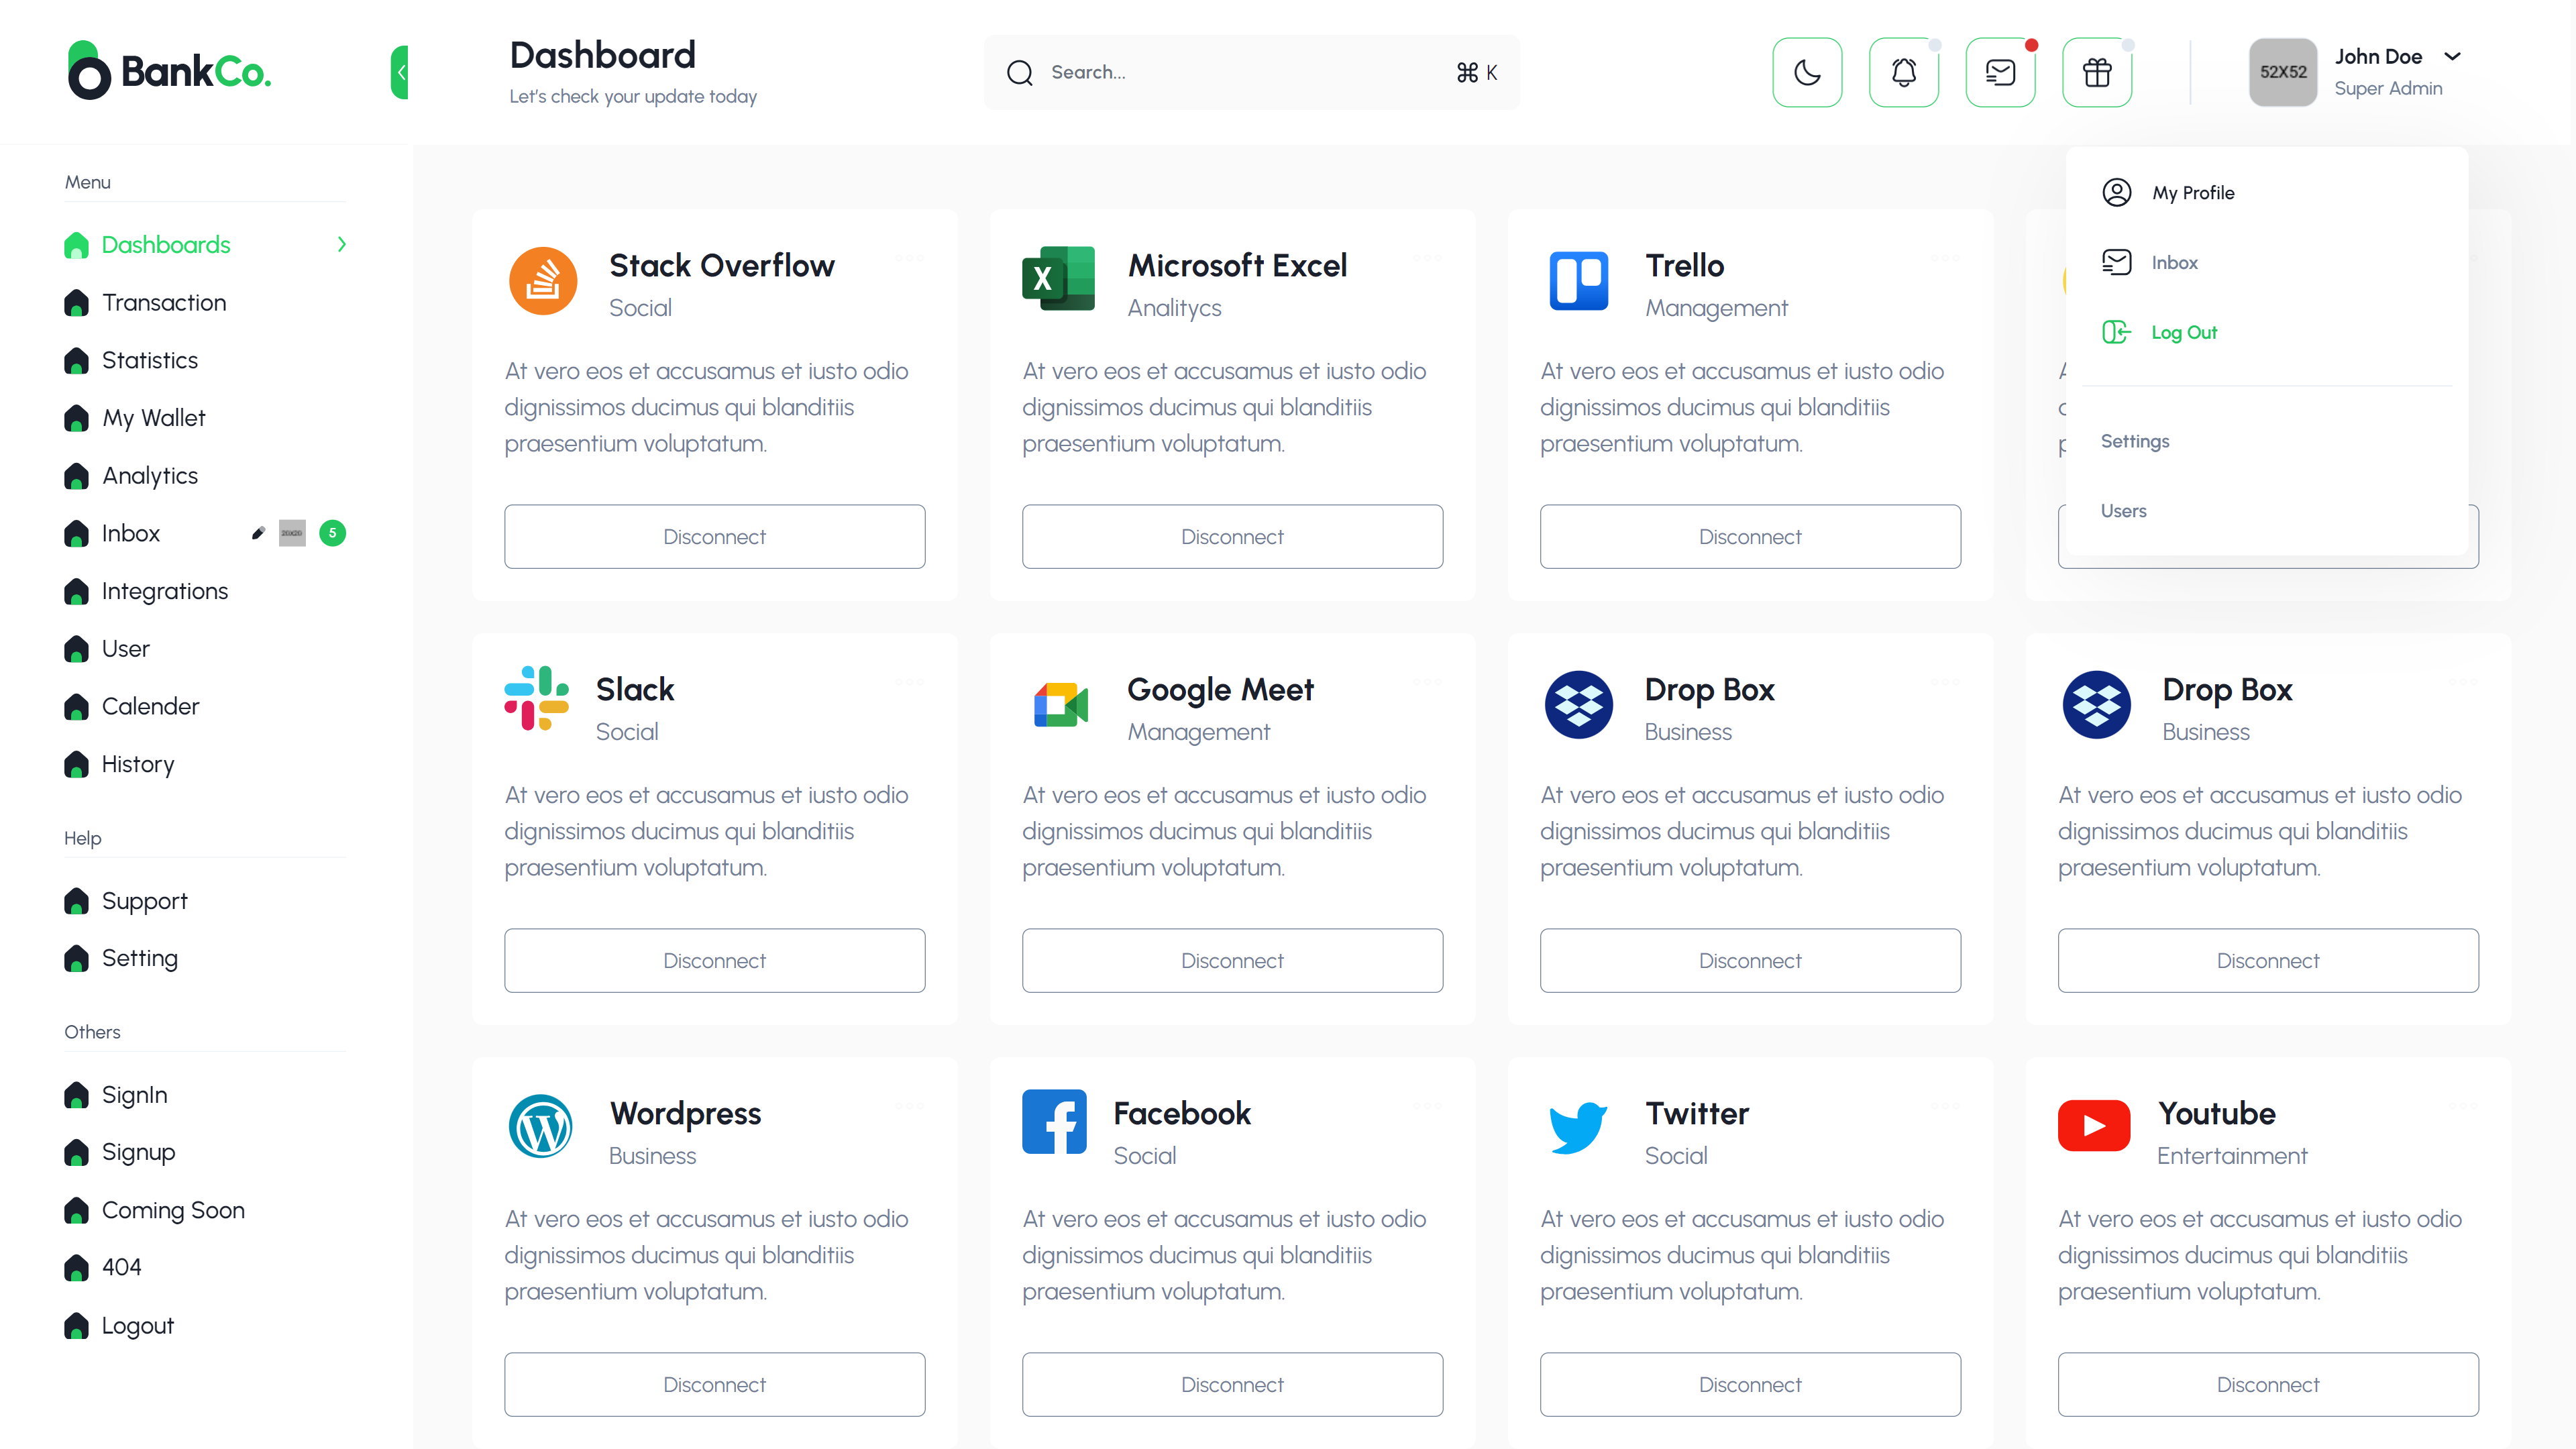 BankCo.
Dashboard
Let's check your update today
Search...
⌘ K
52X52
John Doe
Super Admin
Menu
Dashboards
Transaction
Statistics
My Wallet
Analytics
Inbox
5
Integrations
User
Calender
History
Help
Support
Setting
Others
SignIn
Signup
Coming Soon
404
Logout
My Profile
Inbox
Log Out
Settings
Users
Stack Overflow
Social
At vero eos et accusamus et iusto odio
dignissimos ducimus qui blanditiis
praesentium voluptatum.
Disconnect
Microsoft Excel
Analitycs
At vero eos et accusamus et iusto odio
dignissimos ducimus qui blanditiis
praesentium voluptatum.
Disconnect
Trello
Management
At vero eos et accusamus et iusto odio
dignissimos ducimus qui blanditiis
praesentium voluptatum.
Disconnect
Slack
Social
At vero eos et accusamus et iusto odio
dignissimos ducimus qui blanditiis
praesentium voluptatum.
Disconnect
Google Meet
Management
At vero eos et accusamus et iusto odio
dignissimos ducimus qui blanditiis
praesentium voluptatum.
Disconnect
Drop Box
Business
At vero eos et accusamus et iusto odio
dignissimos ducimus qui blanditiis
praesentium voluptatum.
Disconnect
Drop Box
Business
At vero eos et accusamus et iusto odio
dignissimos ducimus qui blanditiis
praesentium voluptatum.
Disconnect
Wordpress
Business
At vero eos et accusamus et iusto odio
dignissimos ducimus qui blanditiis
praesentium voluptatum.
Disconnect
Facebook
Social
At vero eos et accusamus et iusto odio
dignissimos ducimus qui blanditiis
praesentium voluptatum.
Disconnect
Twitter
Social
At vero eos et accusamus et iusto odio
dignissimos ducimus qui blanditiis
praesentium voluptatum.
Disconnect
Youtube
Entertainment
At vero eos et accusamus et iusto odio
dignissimos ducimus qui blanditiis
praesentium voluptatum.
Disconnect